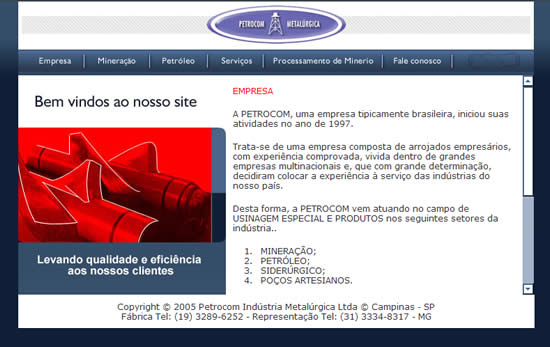 PETROCOM METALÚRGICA
Empresa Mineração Petróleo Serviços Processamento de Minerio Fale conosco
Bem vindos ao nosso site
Levando qualidade e eficiência
aos nossos clientes
EMPRESA
A PETROCOM, uma empresa tipicamente brasileira, iniciou suas
atividades no ano de 1997.
Trata-se de uma empresa composta de arrojados empresários,
com experiência comprovada, vivida dentro de grandes
empresas multinacionais e, que com grande determinação,
decidiram colocar a experiência à serviço das indústrias do
nosso país.
Desta forma, a PETROCOM vem atuando no campo de
USINAGEM ESPECIAL E PRODUTOS nos seguintes setores da
indústria..
1. MINERAÇÃO;
2. PETRÓLEO;
3. SIDERÚRGICO;
4. POÇOS ARTESIANOS.
Copyright © 2005 Petrocom Indústria Metalúrgica Ltda © Campinas - SP
Fábrica Tel: (19) 3289-6252 - Representação Tel: (31) 3334-8317 - MG